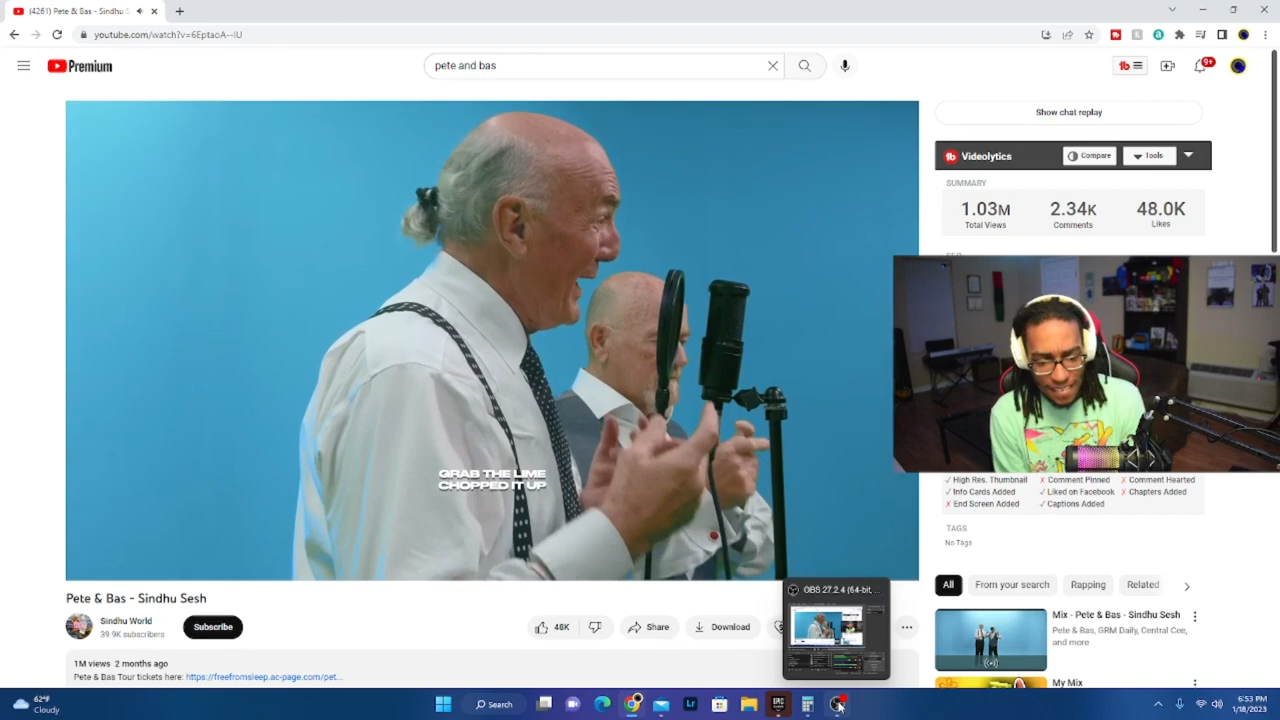 (4261) Pete & Bas - Sindhu S
youtube.com/watch?v=6EptaoA--IU
Premium
pete and bas
9+
Show chat replay
Videolytics
Compare
Tools
SUMMARY
1.03M
2.34K
48.0K
Total Views
Comments
Likes
GRAB THE LIME
CHOPPED IT UP
High Res. Thumbnail
Comment Pinned
Comment Hearted
Info Cards Added
Liked on Facebook
Chapters Added
End Screen Added
Captions Added
TAGS
No Tags
All
From your search
Rapping
Related
OBS 27.2.4 (64-bit, ...
Pete & Bas - Sindhu Sesh
Sindhu World
39.9K subscribers
Subscribe
48K
Share
Download
Mix - Pete & Bas - Sindhu Sesh
Pete & Bas, GRM Daily, Central Cee,
and more
1M views 2 months ago
Pete & Bas Tour tickets here: https://freefromsleep.ac-page.com/pet...
My Mix
62°F
Cloudy
Search
EPIC
Lr
6:53 PM
1/18/2023